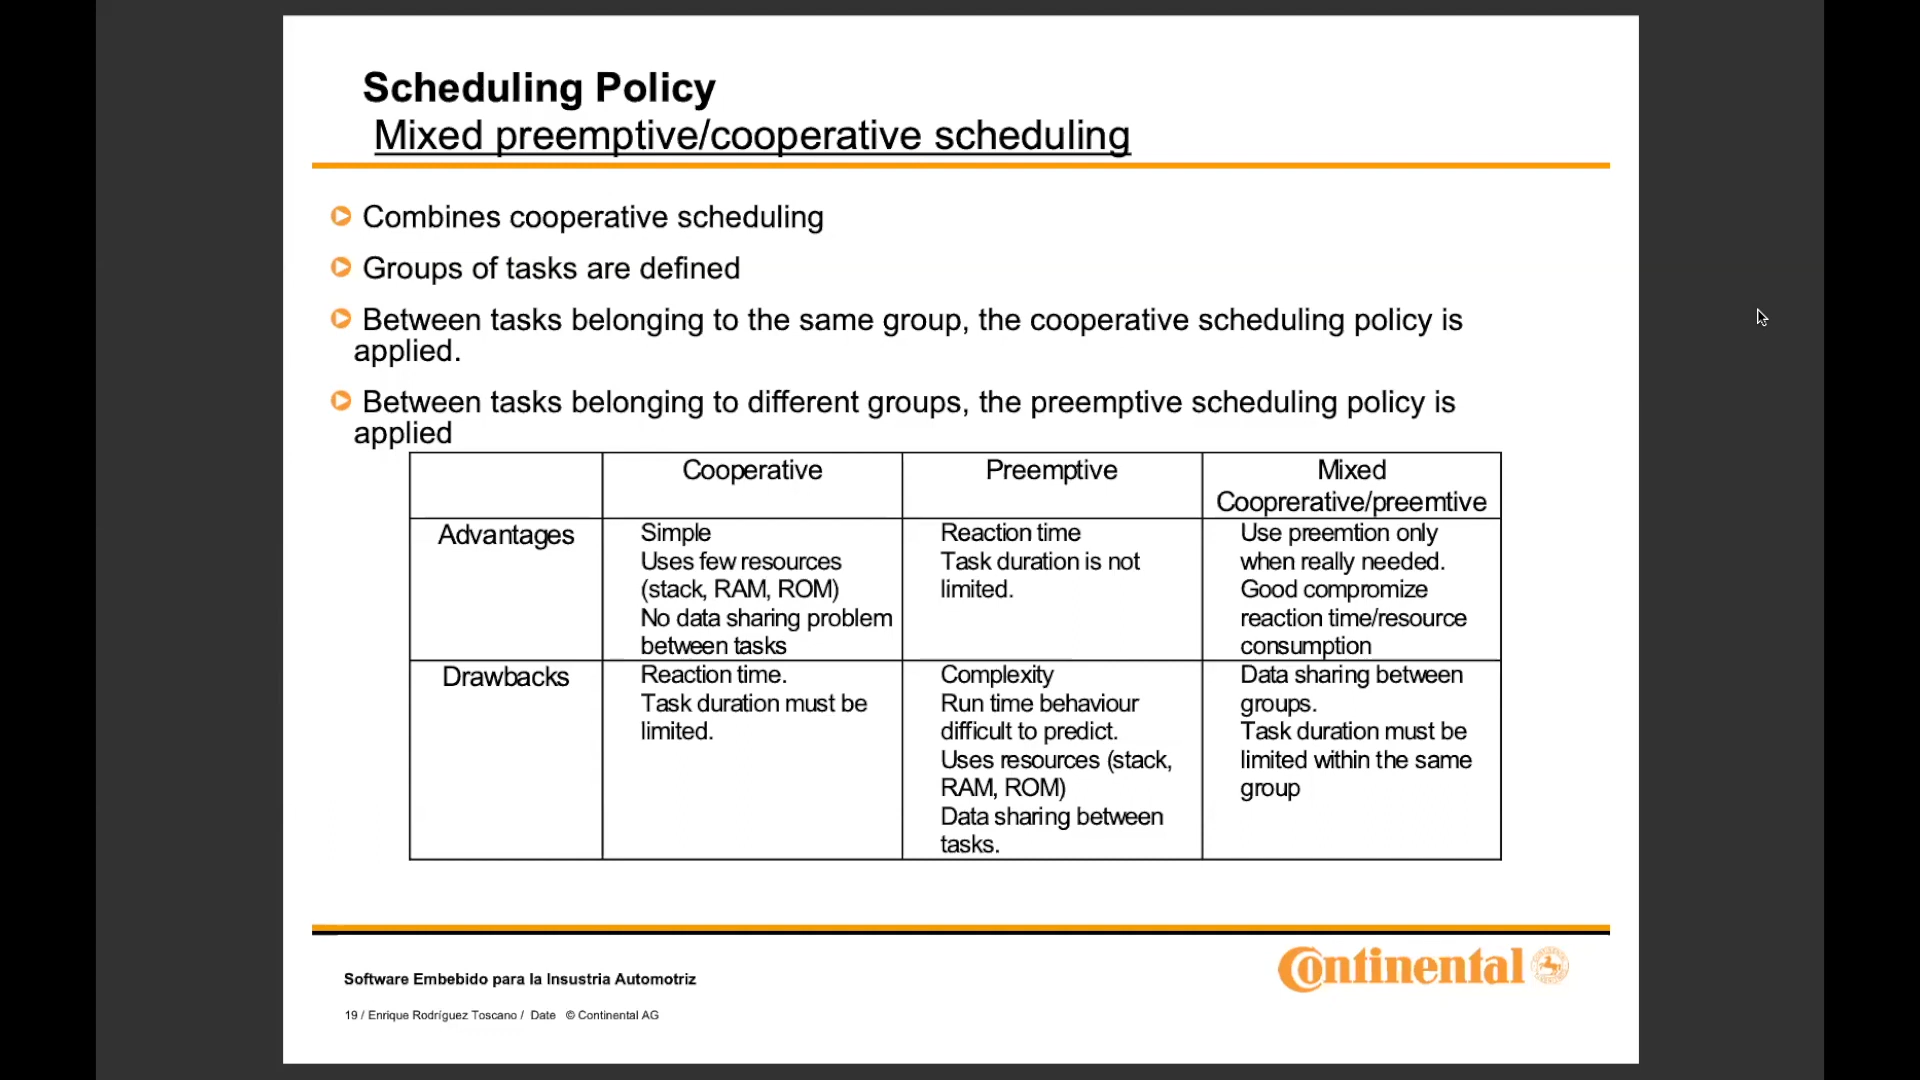 Scheduling Policy
Mixed preemptive/cooperative scheduling
Combines cooperative scheduling
Groups of tasks are defined
Between tasks belonging to the same group, the cooperative scheduling policy is
applied.
Between tasks belonging to different groups, the preemptive scheduling policy is
applied
Cooperative
Preemptive
Mixed
Cooprerative/preemtive
Advantages
Simple
Uses few resources
(stack, RAM, ROM)
No data sharing problem
between tasks
Reaction time
Task duration is not
limited.
Use preemtion only
when really needed.
Good compromize
reaction time/resource
consumption
Drawbacks
Reaction time.
Task duration must be
limited.
Complexity
Run time behaviour
difficult to predict.
Uses resources (stack,
RAM, ROM)
Data sharing between
tasks.
Data sharing between
groups.
Task duration must be
limited within the same
group
Software Embebido para la Insustria Automotriz
Continental
19 / Enrique Rodríguez Toscano / Date © Continental AG